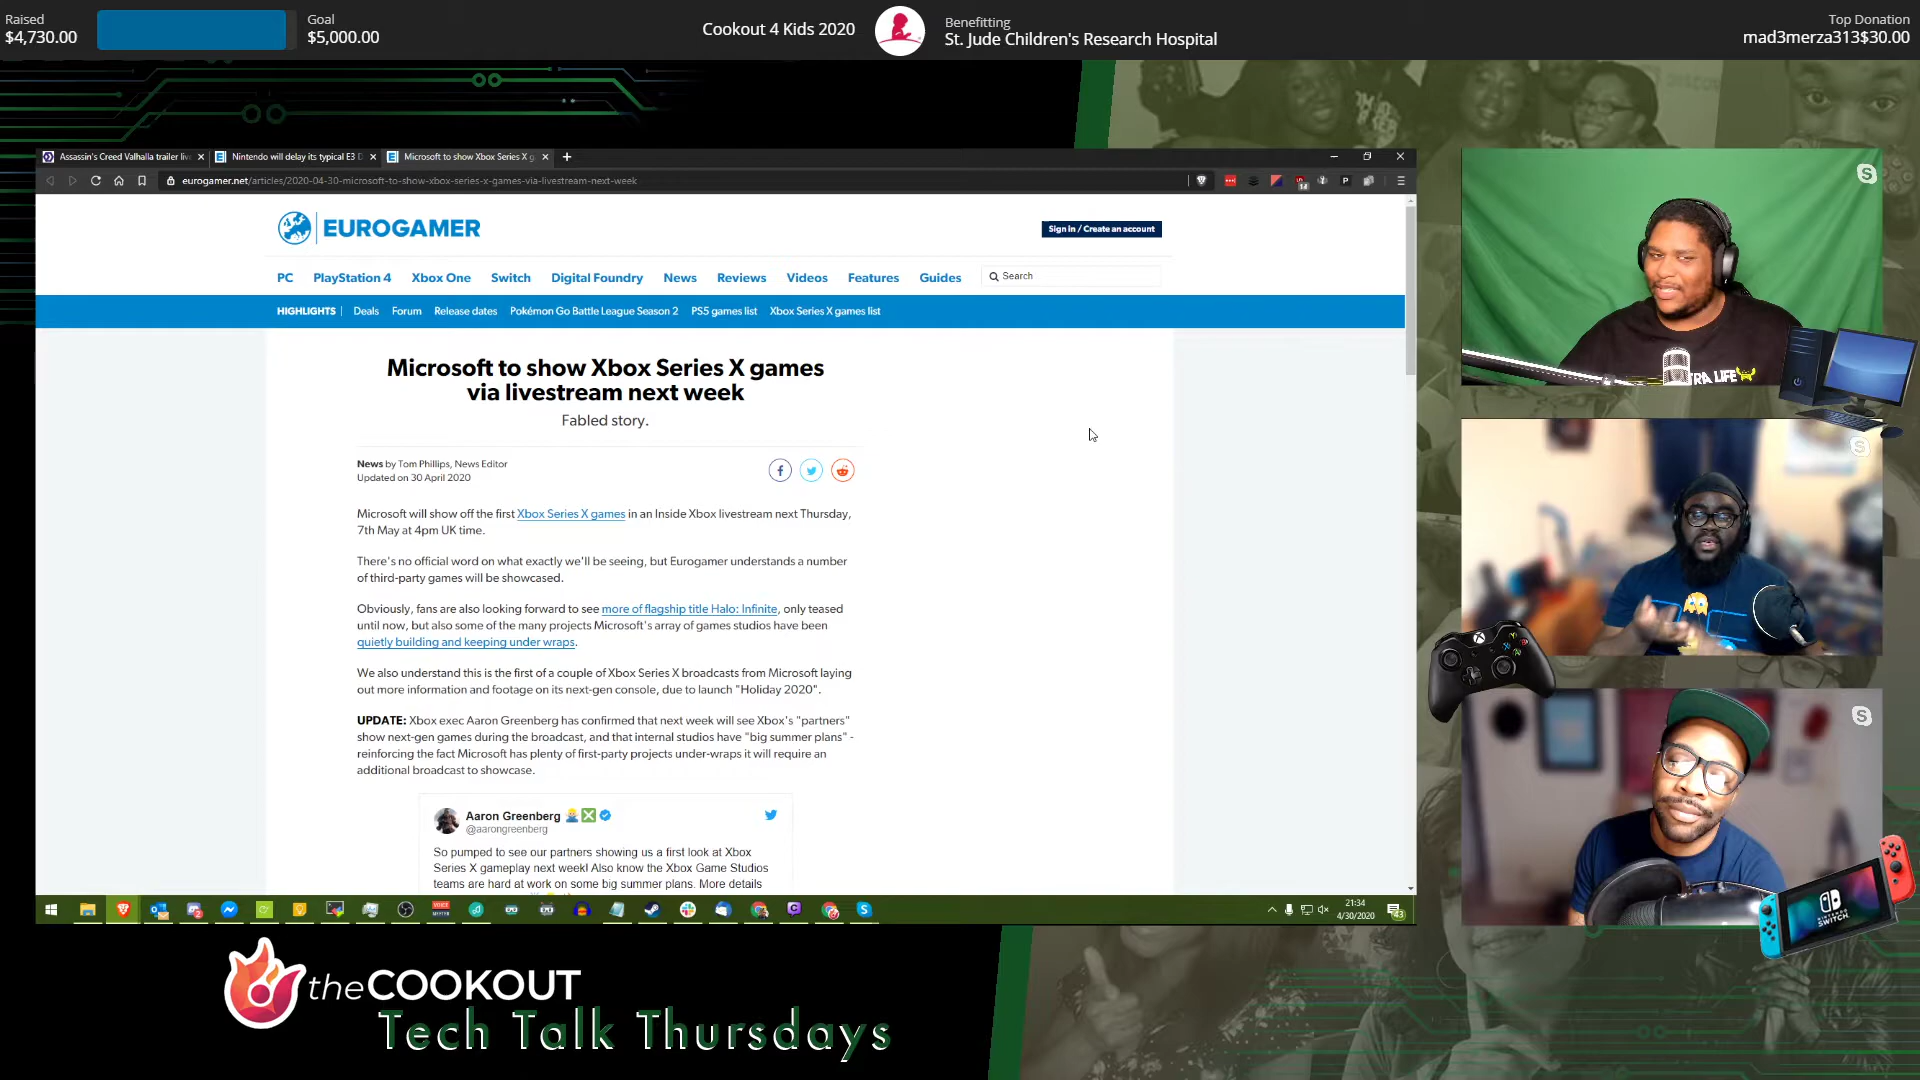 Raised
$4,730.00
Goal
$5,000.00
Cookout 4 Kids 2020
Benefitting
St. Jude Children's Research Hospital
Top Donation
mad3merza313$30.00
Assassin's Creed Valhalla trailer liv
Nintendo will delay its typical E3 D
Microsoft to show Xbox Series X g
eurogamer.net/articles/2020-04-30-microsoft-to-show-xbox-series-x-games-via-livestream-next-week
EUROGAMER
Sign in / Create an account
PC PlayStation 4 Xbox One Switch Digital Foundry News Reviews Videos Features Guides
Search
HIGHLIGHTS | Deals Forum Release dates Pokémon Go Battle League Season 2 PS5 games list Xbox Series X games list
Microsoft to show Xbox Series X games
via livestream next week
Fabled story.
News by Tom Phillips, News Editor
Updated on 30 April 2020
Microsoft will show off the first Xbox Series X games in an Inside Xbox livestream next Thursday,
7th May at 4pm UK time.
There's no official word on what exactly we'll be seeing, but Eurogamer understands a number
of third-party games will be showcased.
Obviously, fans are also looking forward to see more of flagship title Halo: Infinite, only teased
until now, but also some of the many projects Microsoft's array of games studios have been
quietly building and keeping under wraps.
We also understand this is the first of a couple of Xbox Series X broadcasts from Microsoft laying
out more information and footage on its next-gen console, due to launch "Holiday 2020".
UPDATE: Xbox exec Aaron Greenberg has confirmed that next week will see Xbox's "partners"
show next-gen games during the broadcast, and that internal studios have "big summer plans" -
reinforcing the fact Microsoft has plenty of first-party projects under-wraps it will require an
additional broadcast to showcase.
Aaron Greenberg
@aarongreenberg
So pumped to see our partners showing us a first look at Xbox
Series X gameplay next week! Also know the Xbox Game Studios
teams are hard at work on some big summer plans. More details
21:34
4/30/2020
43
TRA LIFE
NINTENDO
SWITCH
theCOOKOUT
Tech Talk Thursdays